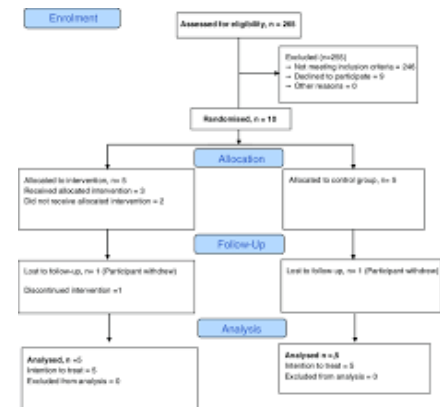 Enrolment
Assessed for eligibility, n = 265
Excluded (n=255)
→ Not meeting inclusion criteria = 246
→ Declined to participate = 9
→ Other reasons = 0
Randomised, n = 10
Allocation
Allocated to intervention, n= 5
Received allocated intervention = 3
Did not receive allocated intervention = 2
Allocated to control group, n= 5
Follow-Up
Lost to follow-up, n= 1 (Participant withdrew)
Discontinued intervention =1
Lost to follow up, n= 1 (Participant withdrew)
Analysis
Analysed, n =5
Intention to treat = 5
Excluded from analysis = 0
Analysed n =,5
Intention to treat = 5
Excluded from analysis = 0